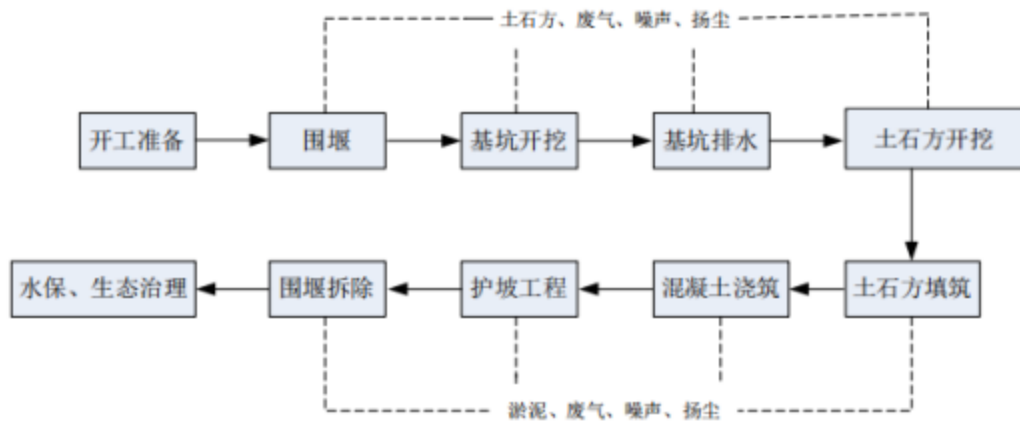 土石方、废气、噪声、扬尘
开工准备
围堰
基坑开挖
基坑排水
土石方开挖
水保、生态治理
围堰拆除
护坡工程
混凝土浇筑
土石方填筑
淤泥、废气、噪声、扬尘